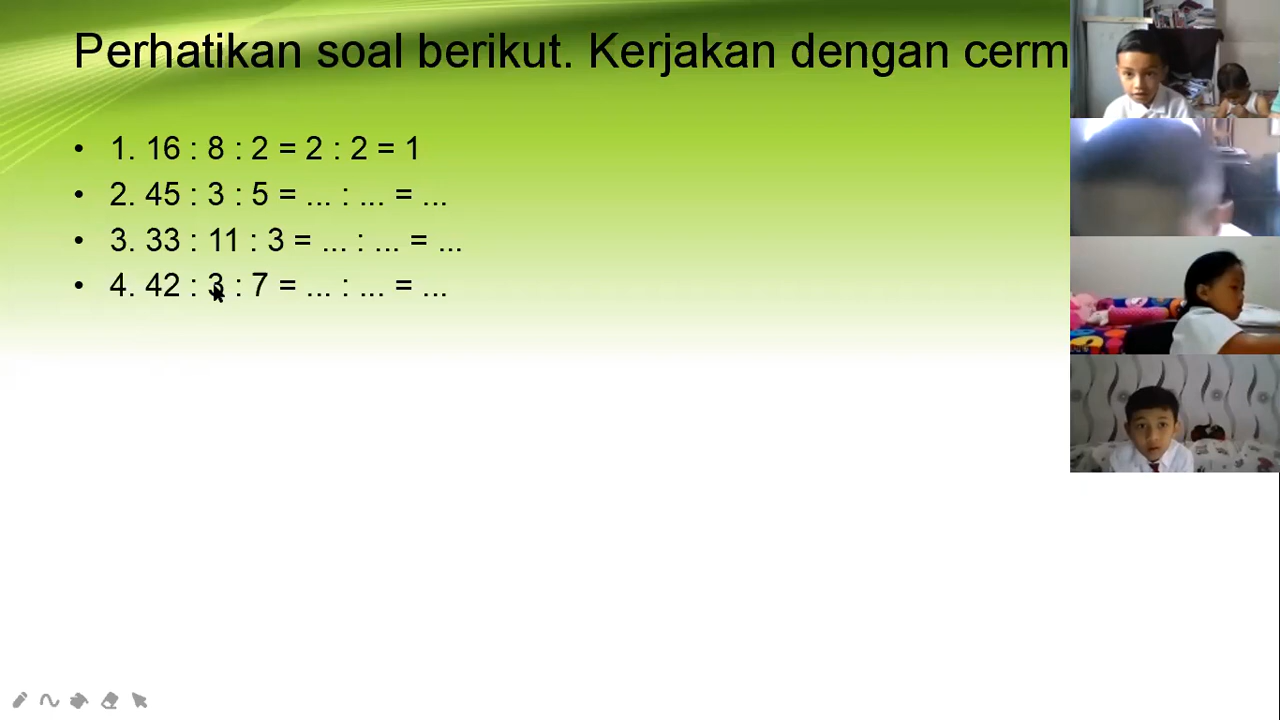 Perhatikan soal berikut. Kerjakan dengan cerm
• 1. 16 : 8 : 2 = 2 : 2 = 1
• 2. 45 : 3 : 5 = ... : ... = ...
• 3. 33 : 11 : 3 = ... : ... = ...
• 4. 42 : 3 : 7 = ... : ... = ...